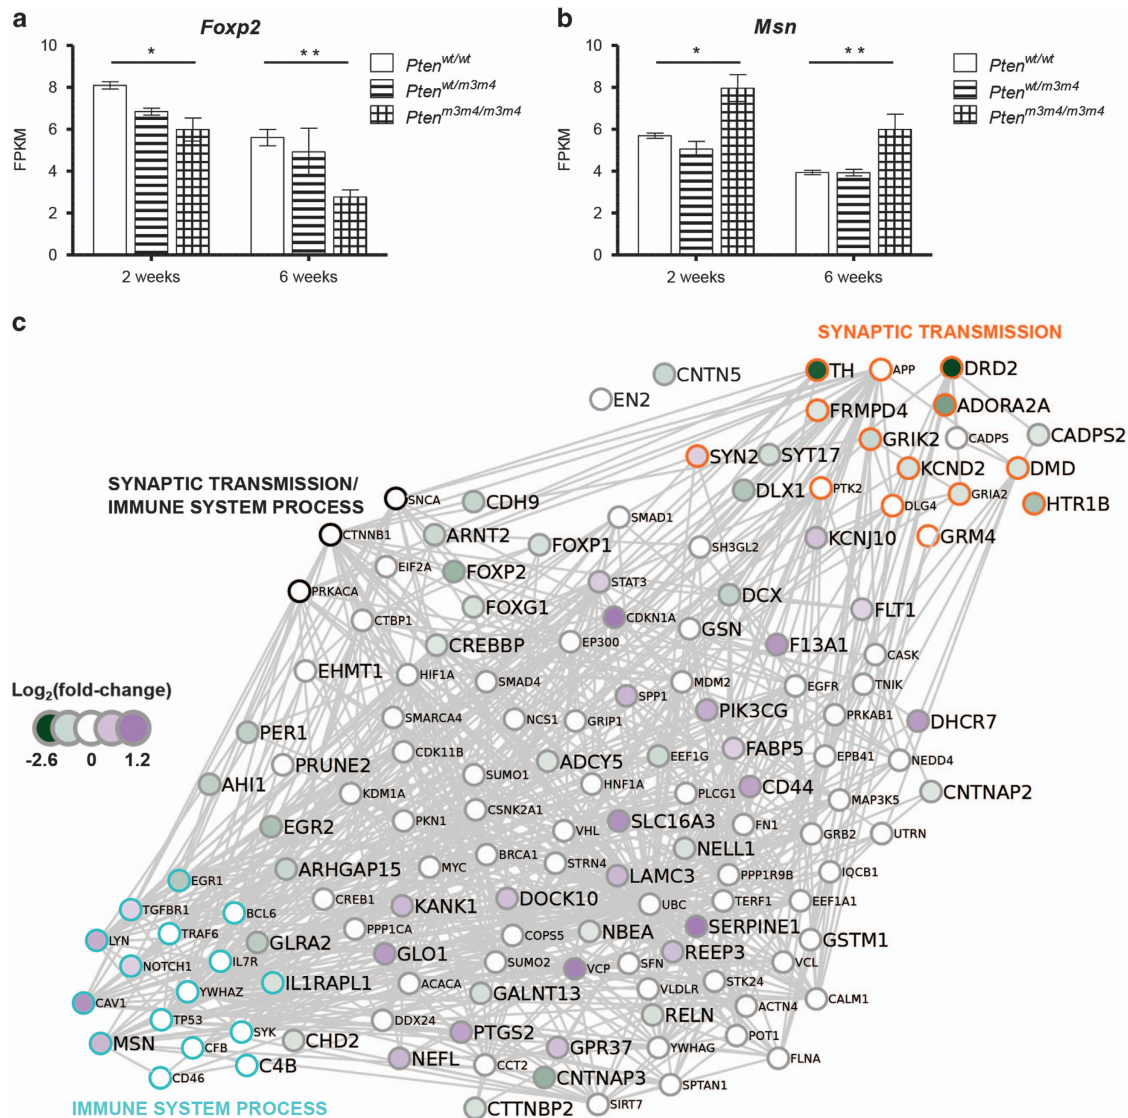 a
Foxp2
10
8
6
4
2
0
FPKM
*
* *
2 weeks
6 weeks
Pten wt/wt
Pten wt/m3m4
Pten m3m4/m3m4
b
Msn
10
8
6
4
2
0
FPKM
*
* *
2 weeks
6 weeks
Pten wt/wt
Pten wt/m3m4
Pten m3m4/m3m4
c
SYNAPTIC TRANSMISSION
TH
APP
DRD2
CNTN5
EN2
FRMPD4
ADORA2A
GRIK2
CADPS
CADPS2
SYN2
SYT17
KCND2
DMD
SYNAPTIC TRANSMISSION/
IMMUNE SYSTEM PROCESS
SNCA
CDH9
DLX1
PTK2
GRIA2
DLG4
HTR1B
SMAD1
CTNNB1
ARNT2
FOXP1
SH3GL2
KCNJ10
GRM4
EIF2A
FOXP2
STAT3
PRKACA
FOXG1
DCX
FLT1
CTBP1
CDKN1A
GSN
CREBBP
EP300
F13A1
CASK
EHMT1
HIF1A
SMAD4
MDM2
EGFR
TNIK
Log2(fold-change)
-2.6
0
1.2
SPP1
PIK3CG
PRKAB1
DHCR7
SMARCA4
NCS1
GRIP1
PER1
CDK11B
ADCY5
EEF1G
FABP5
EPB41
NEDD4
PRUNE2
SUMO1
HNF1A
AHI1
KDM1A
PLCG1
CD44
MAP3K5
CNTNAP2
CSNK2A1
EGR2
PKN1
VHL
SLC16A3
FN1
GRB2
UTRN
NELL1
BRCA1
STRN4
ARHGAP15
MYC
LAMC3
PPP1R9B
IQCB1
EGR1
CREB1
KANK1
DOCK10
UBC
TERF1
EEF1A1
TGFBR1
BCL6
TRAF6
PPP1CA
COPS5
NBEA
SERPINE1
LYN
GLRA2
GSTM1
GLO1
REEP3
NOTCH1
IL7R
SUMO2
VCP
SFN
VCL
IL1RAPL1
ACACA
STK24
YWHAZ
GALNT13
VLDLR
CAV1
ACTN4
CALM1
TP53
DDX24
RELN
SYK
PTGS2
POT1
MSN
CFB
CHD2
GPR37
YWHAG
NEFL
FLNA
C4B
CCT2
CD46
CNTNAP3
SPTAN1
IMMUNE SYSTEM PROCESS
CTTNBP2
SIRT7